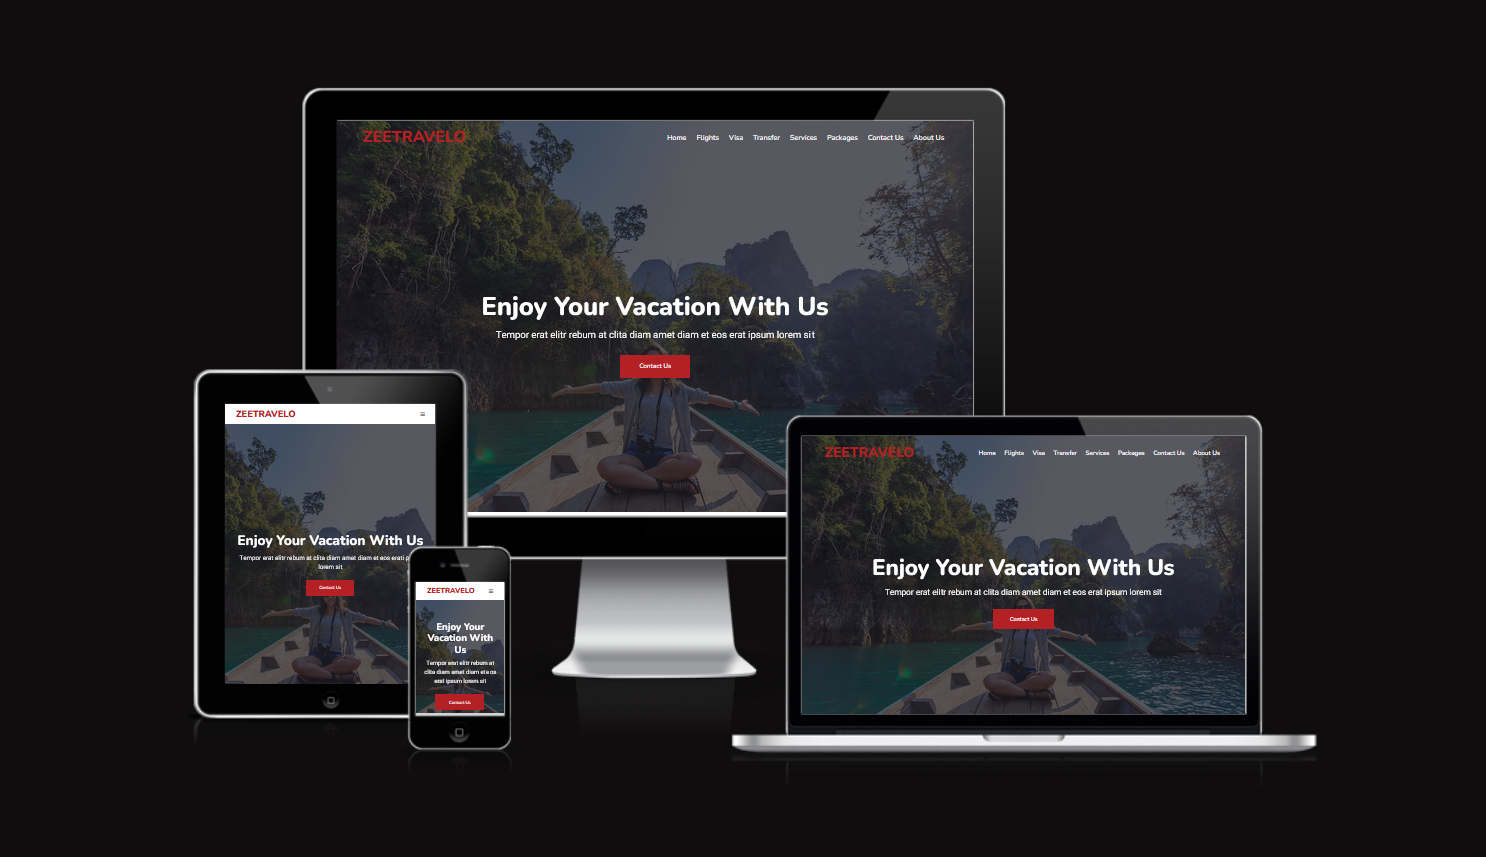 ZEETRAVELO
Home Flights Visa Transfer Services Packages Contact Us About Us
Enjoy Your Vacation With Us
Tempor erat elitr rebum at clita diam amet diam et eos erat ipsum lorem sit
Contact Us
ZEETRAVELO
Enjoy Your Vacation With Us
Tempor erat elitr rebum at clita diam amet diam et eos erat
lorem sit
Contact Us
ZEETRAVELO
Enjoy Your
Vacation With
Us
Tempor erat elitr rebum at
clita diam amet diam et eos
erat ipsum lorem sit
Contact Us
ZEETRAVELO
Home Flights Visa Transfer Services Packages Contact Us About Us
Enjoy Your Vacation With Us
Tempor erat elitr rebum at clita diam amet diam et eos erat ipsum lorem sit
Contact Us